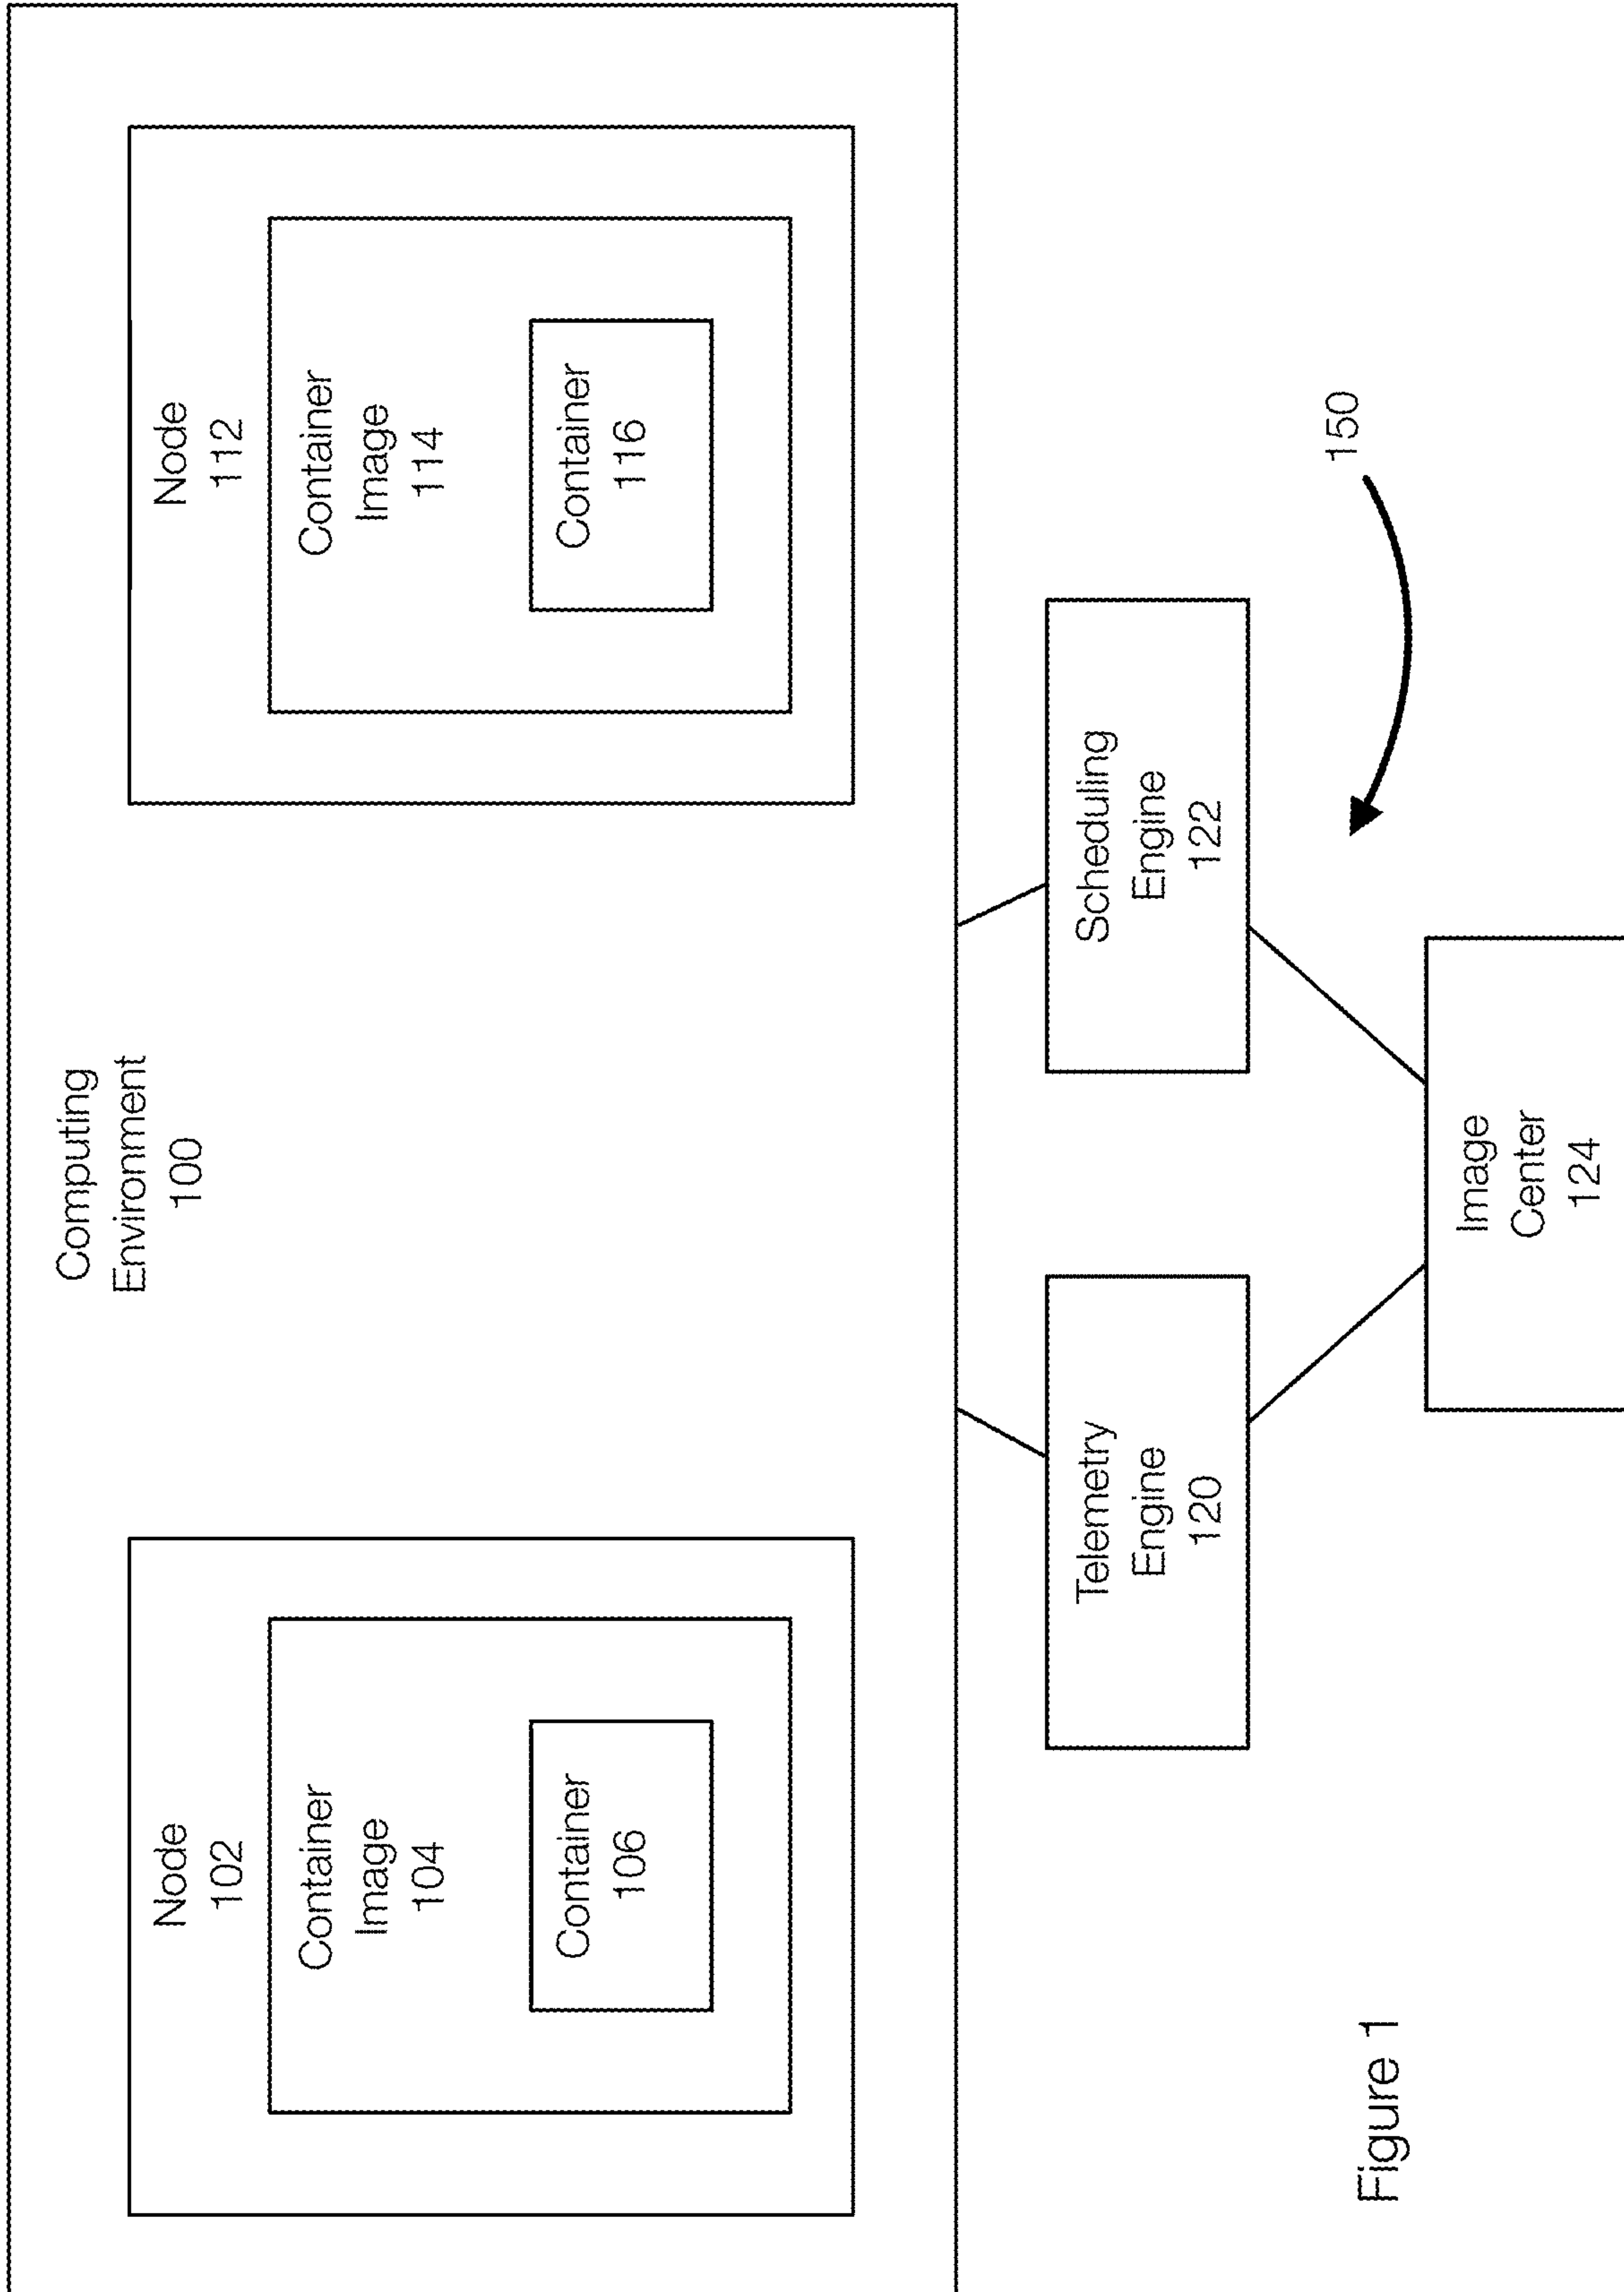 Computing
Environment
100
Node
102
Container
Image
104
Container
106
Node
112
Container
Image
114
Container
116
Telemetry
Engine
120
Scheduling
Engine
122
Image
Center
124
150
Figure 1